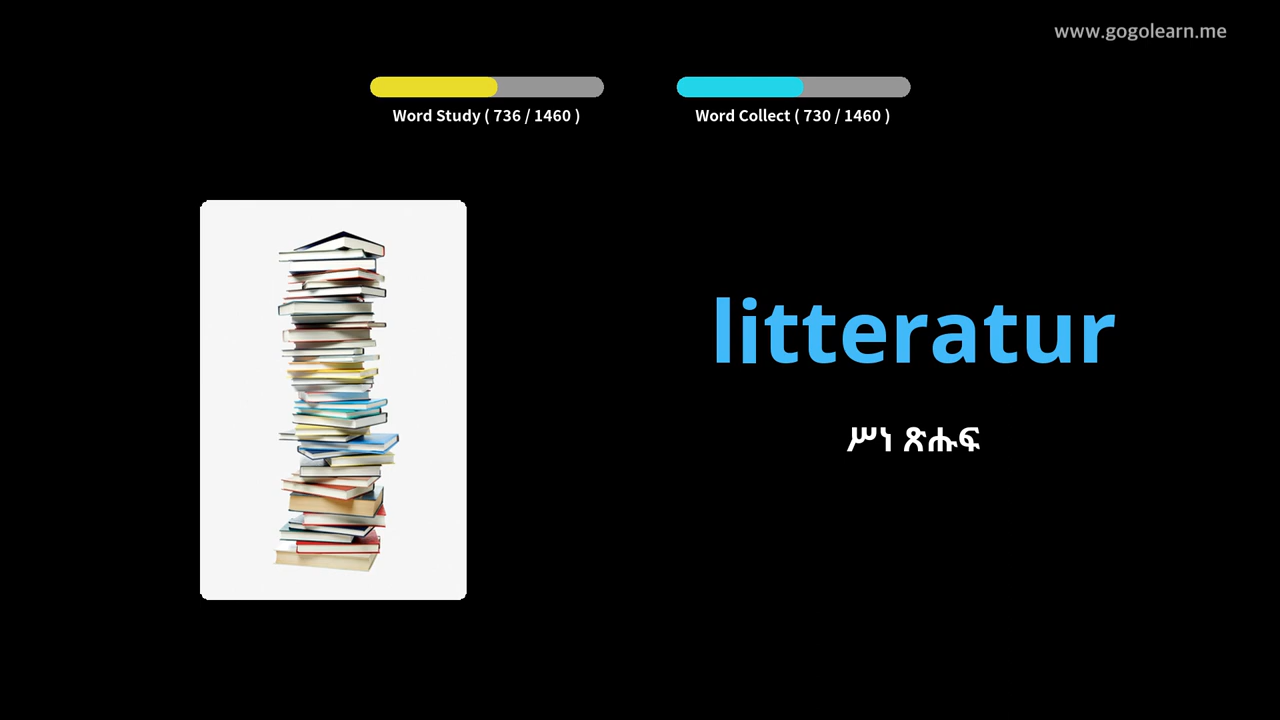 www.gogolearn.me
Word Study ( 736 / 1460 )
Word Collect ( 730 / 1460 )
litteratur
ሥነ ጽሑፍ